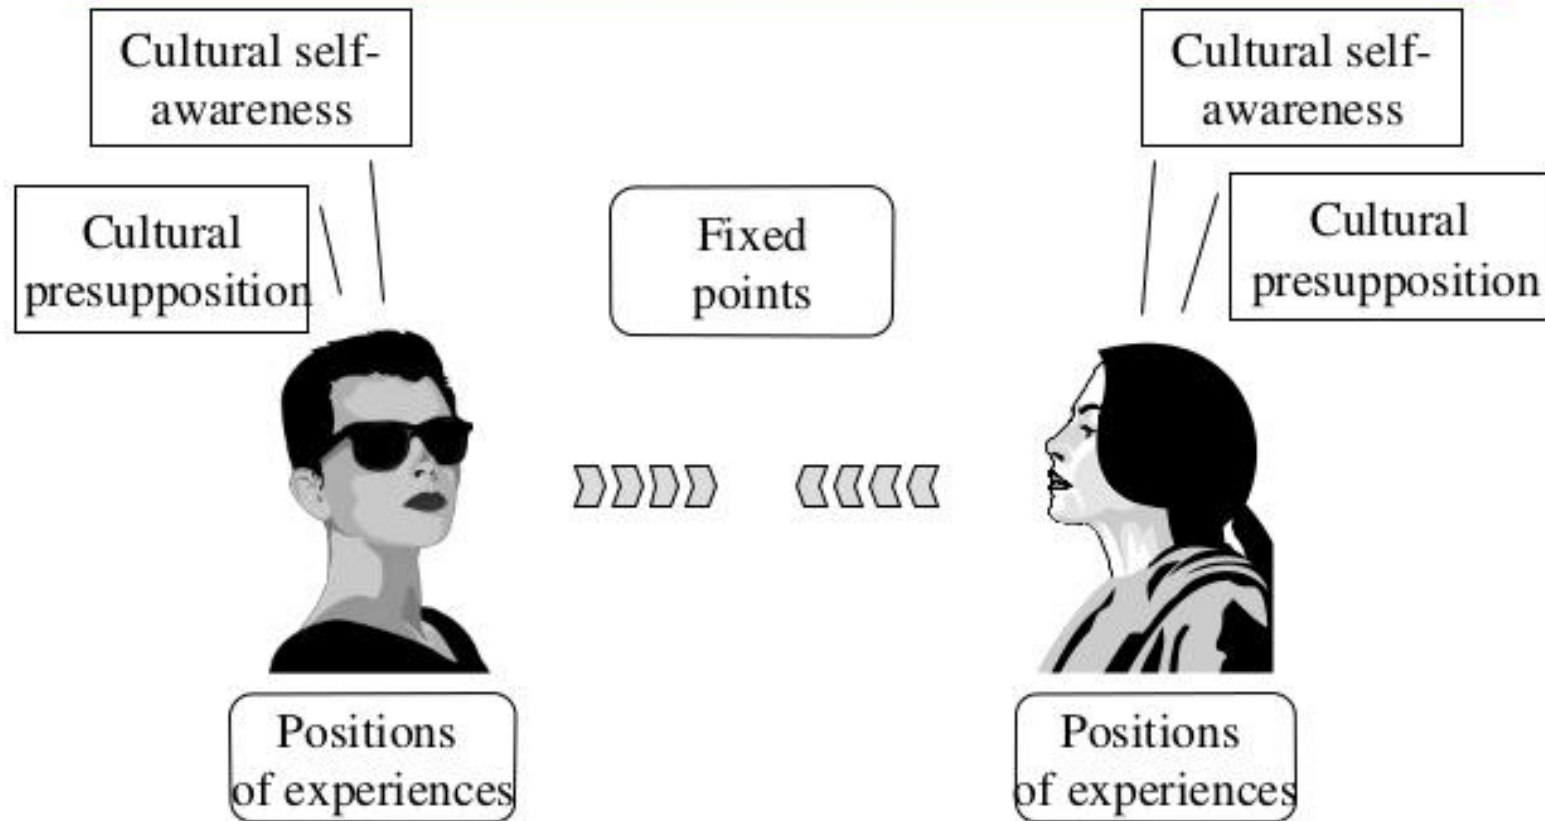 Cultural self-
awareness
Cultural self-
awareness
Cultural
presupposition
Fixed
points
Cultural
presupposition
Positions
of experiences
Positions
of experiences